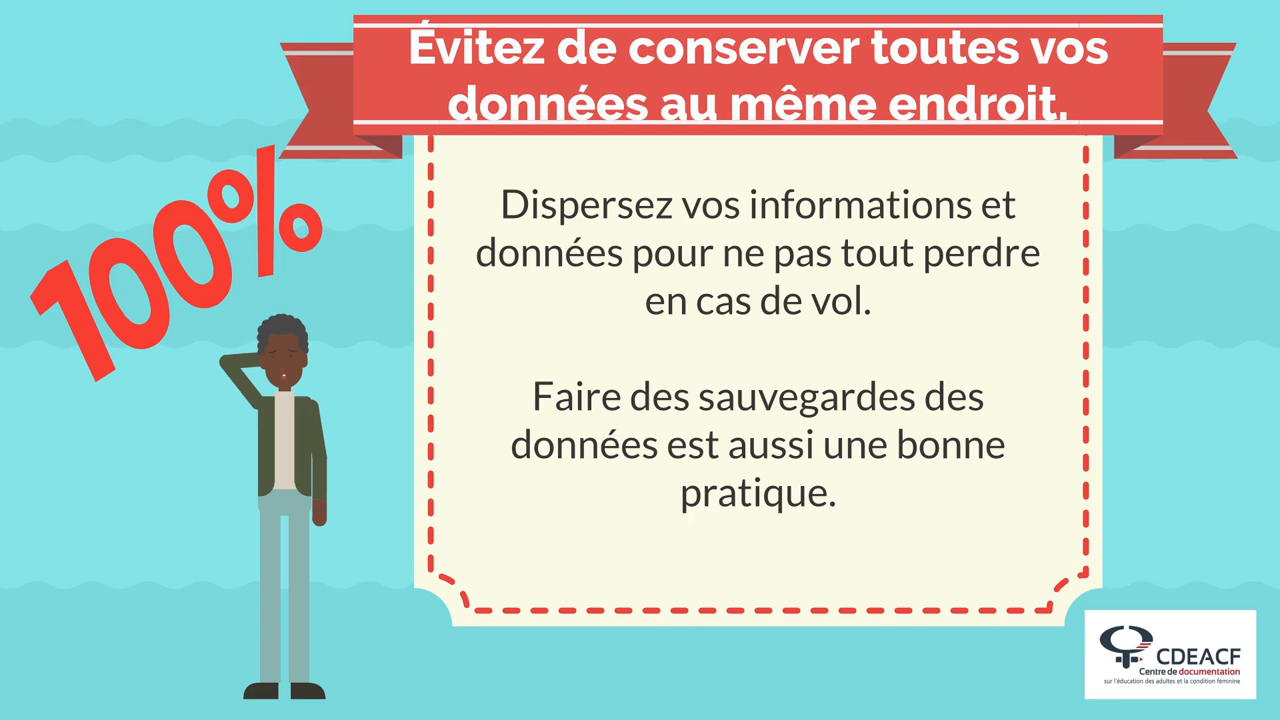 Évitez de conserver toutes vos
données au même endroit.
100%
Dispersez vos informations et
données pour ne pas tout perdre
en cas de vol.
Faire des sauvegardes des
données est aussi une bonne
pratique.
CDEACF
Centre de documentation
sur l'éducation des adultes et la condition féminine